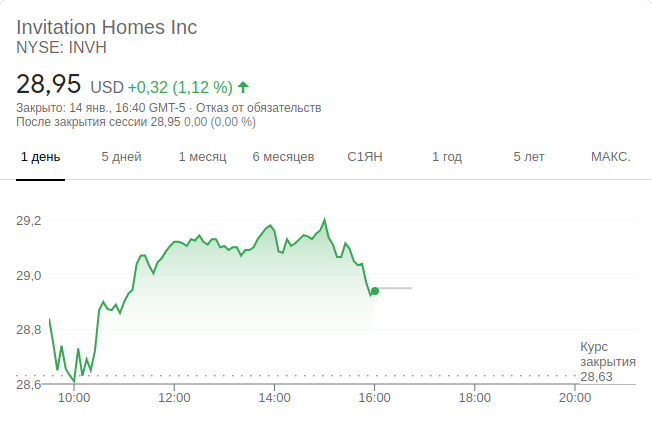 Invitation Homes Inc
NYSE: INVH
28,95 USD +0,32 (1,12 %)
Закрыто: 14 янв., 16:40 GMT-5 · Отказ от обязательств
После закрытия сессии 28,95 0,00 (0,00 %)
1 день 5 дней 1 месяц 6 месяцев С1ЯН 1 год 5 лет МАКС.
29,2
29,0
28,8
28,6
Курс
закрытия
28,63
10:00 12:00 14:00 16:00 18:00 20:00